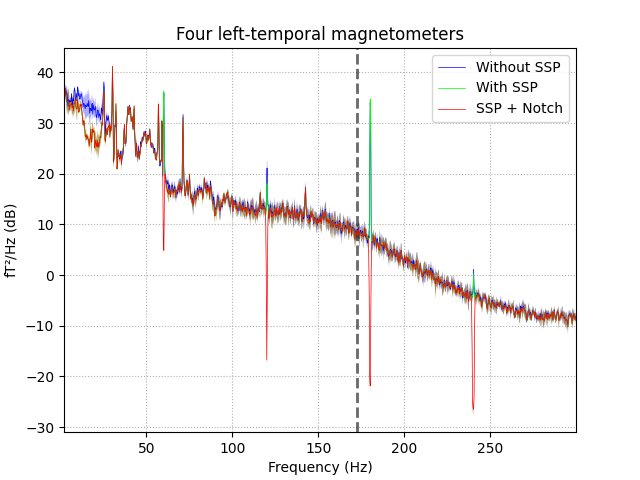 Four left-temporal magnetometers
Without SSP
With SSP
SSP + Notch
fT²/Hz (dB)
40
30
20
10
0
−10
−20
−30
50 100 150 200 250
Frequency (Hz)